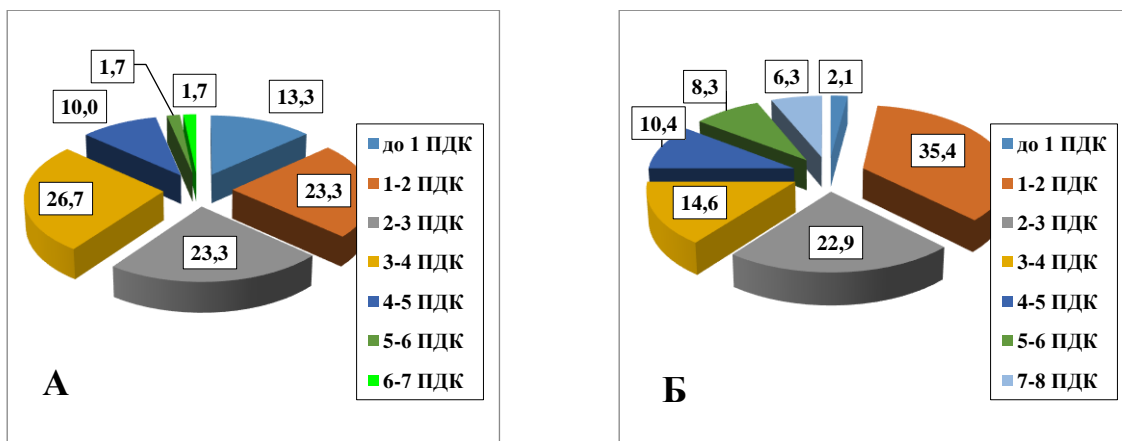 1,7
1,7
10,0
13,3
26,7
23,3
23,3
до 1 ПДК
1-2 ПДК
2-3 ПДК
3-4 ПДК
4-5 ПДК
5-6 ПДК
6-7 ПДК
А
6,3
2,1
8,3
10,4
35,4
14,6
22,9
до 1 ПДК
1-2 ПДК
2-3 ПДК
3-4 ПДК
4-5 ПДК
5-6 ПДК
7-8 ПДК
Б